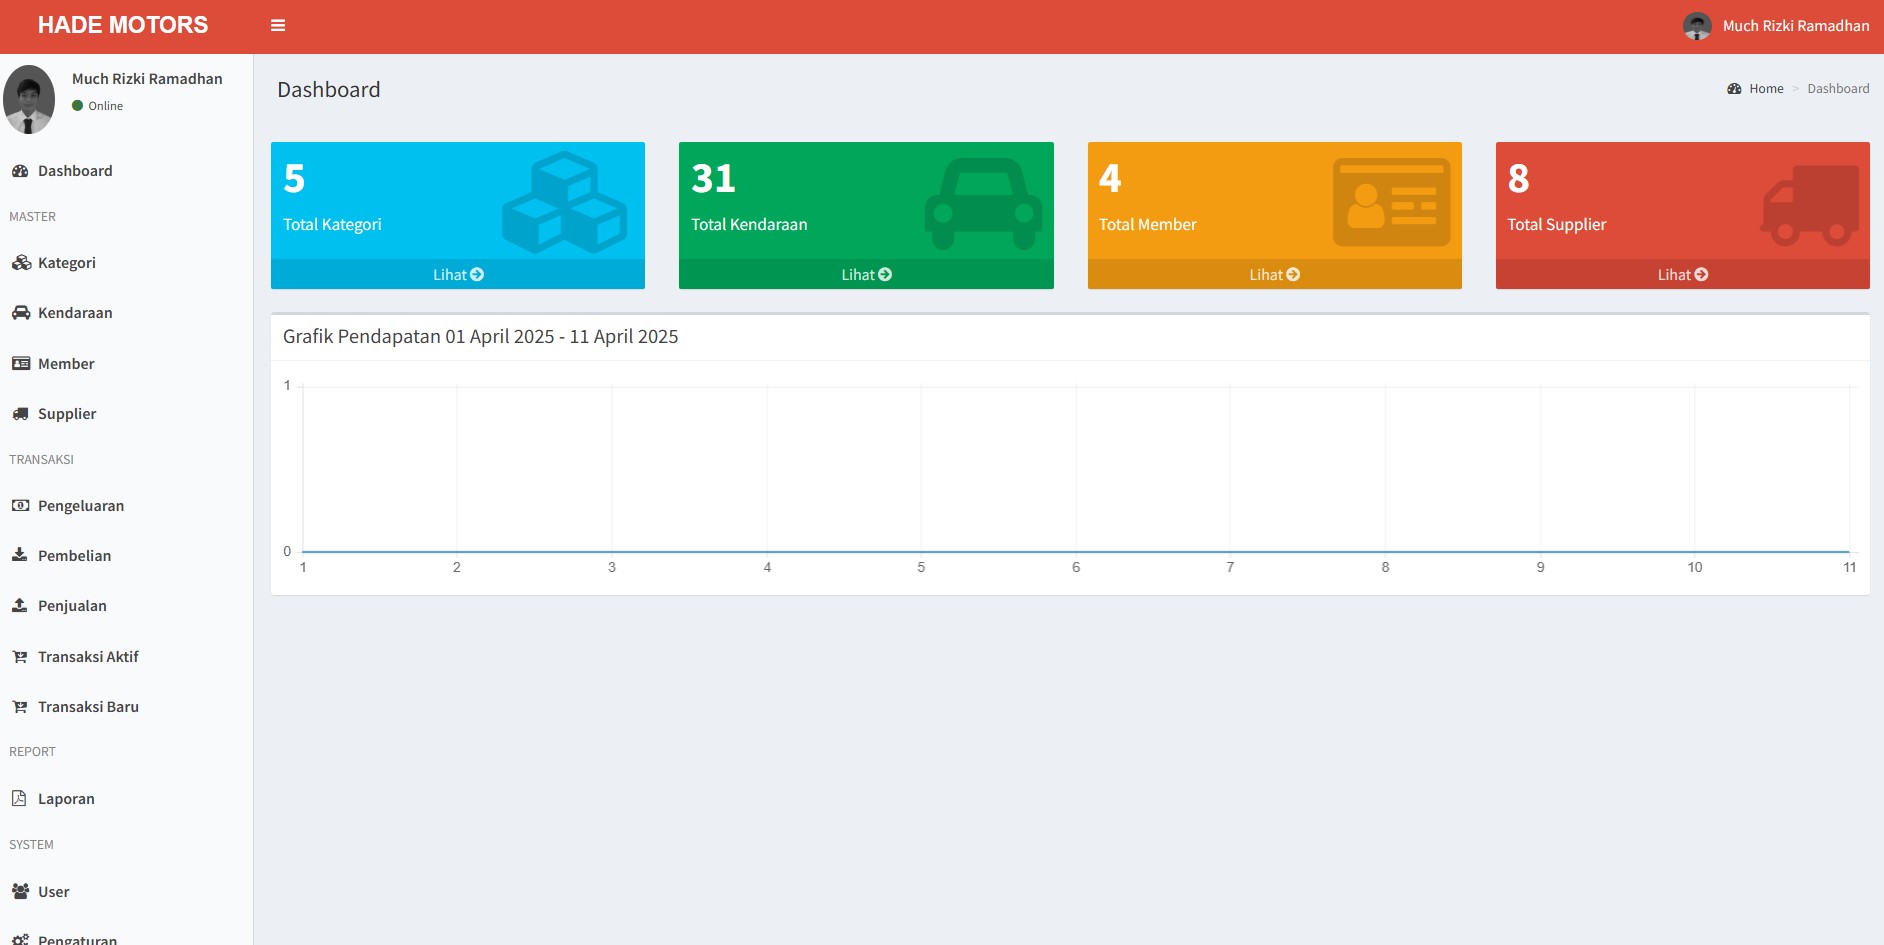 HADE MOTORS
Much Rizki Ramadhan
Much Rizki Ramadhan
Online
Dashboard
MASTER
Kategori
Kendaraan
Member
Supplier
TRANSAKSI
Pengeluaran
Pembelian
Penjualan
Transaksi Aktif
Transaksi Baru
REPORT
Laporan
SYSTEM
User
Pengaturan
Dashboard
Home > Dashboard
5
Total Kategori
Lihat
31
Total Kendaraan
Lihat
4
Total Member
Lihat
8
Total Supplier
Lihat
Grafik Pendapatan 01 April 2025 - 11 April 2025
1
0
1 2 3 4 5 6 7 8 9 10 11